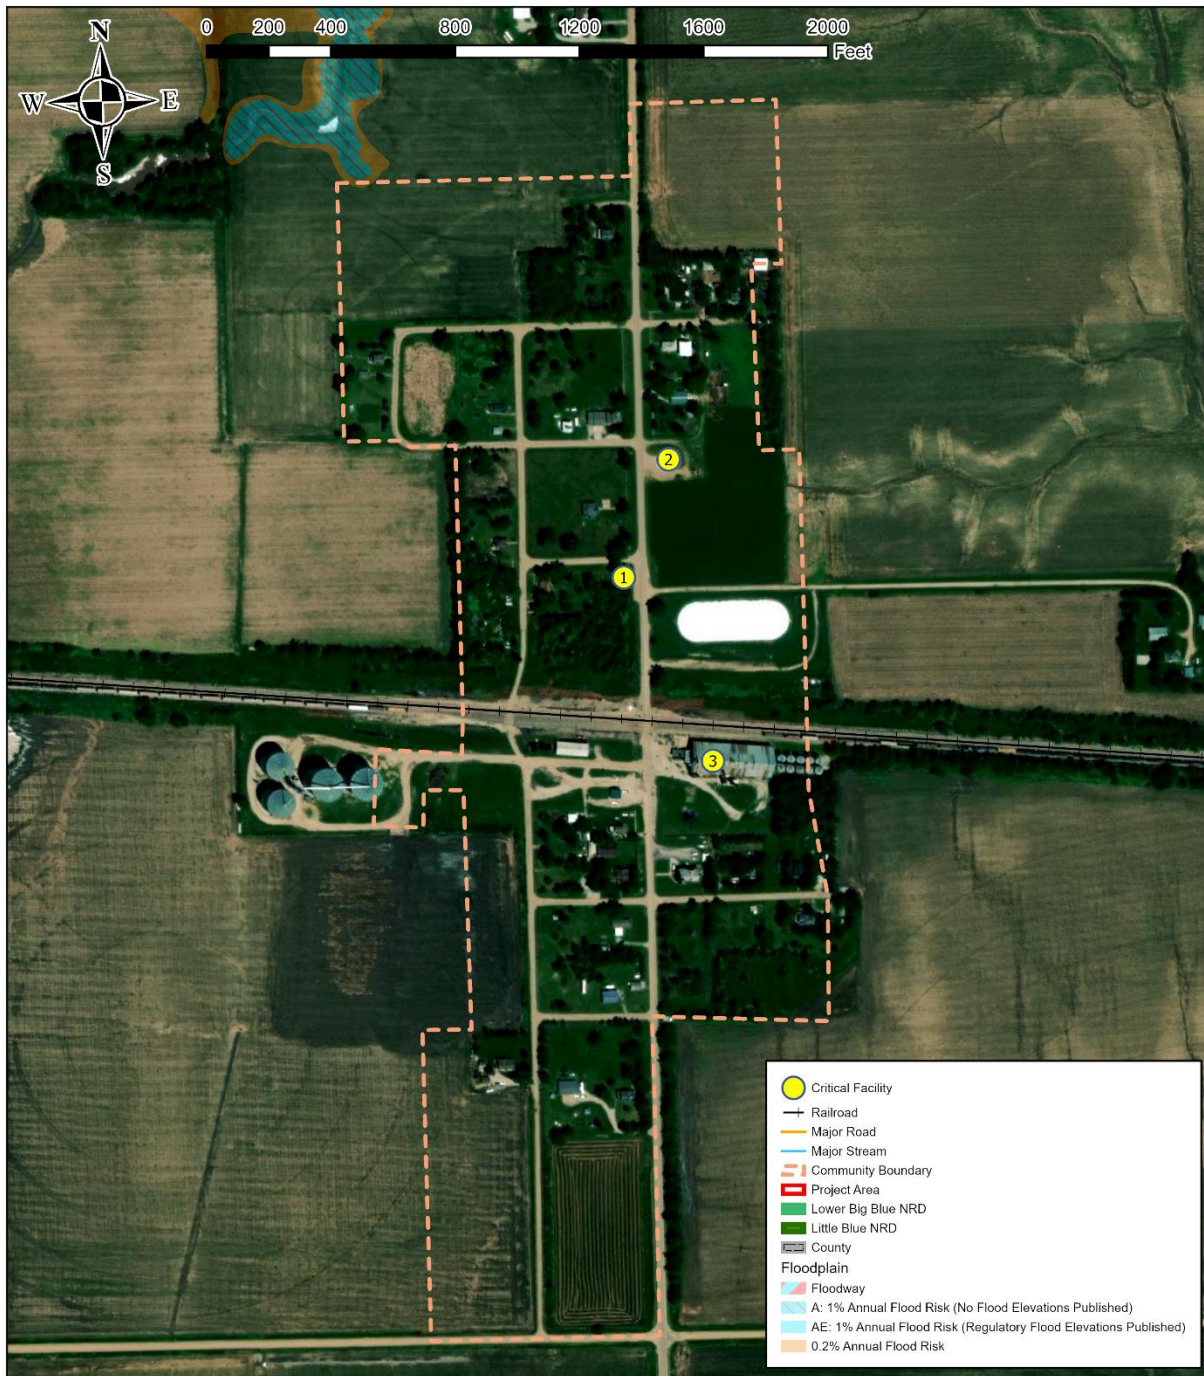 N
0 200 400 800 1200 1600 2000
Feet
W E
S
2
1
3
Critical Facility
Railroad
Major Road
Major Stream
Community Boundary
Project Area
Lower Big Blue NRD
Little Blue NRD
County
Floodplain
Floodway
A: 1% Annual Flood Risk (No Flood Elevations Published)
AE: 1% Annual Flood Risk (Regulatory Flood Elevations Published)
0.2% Annual Flood Risk